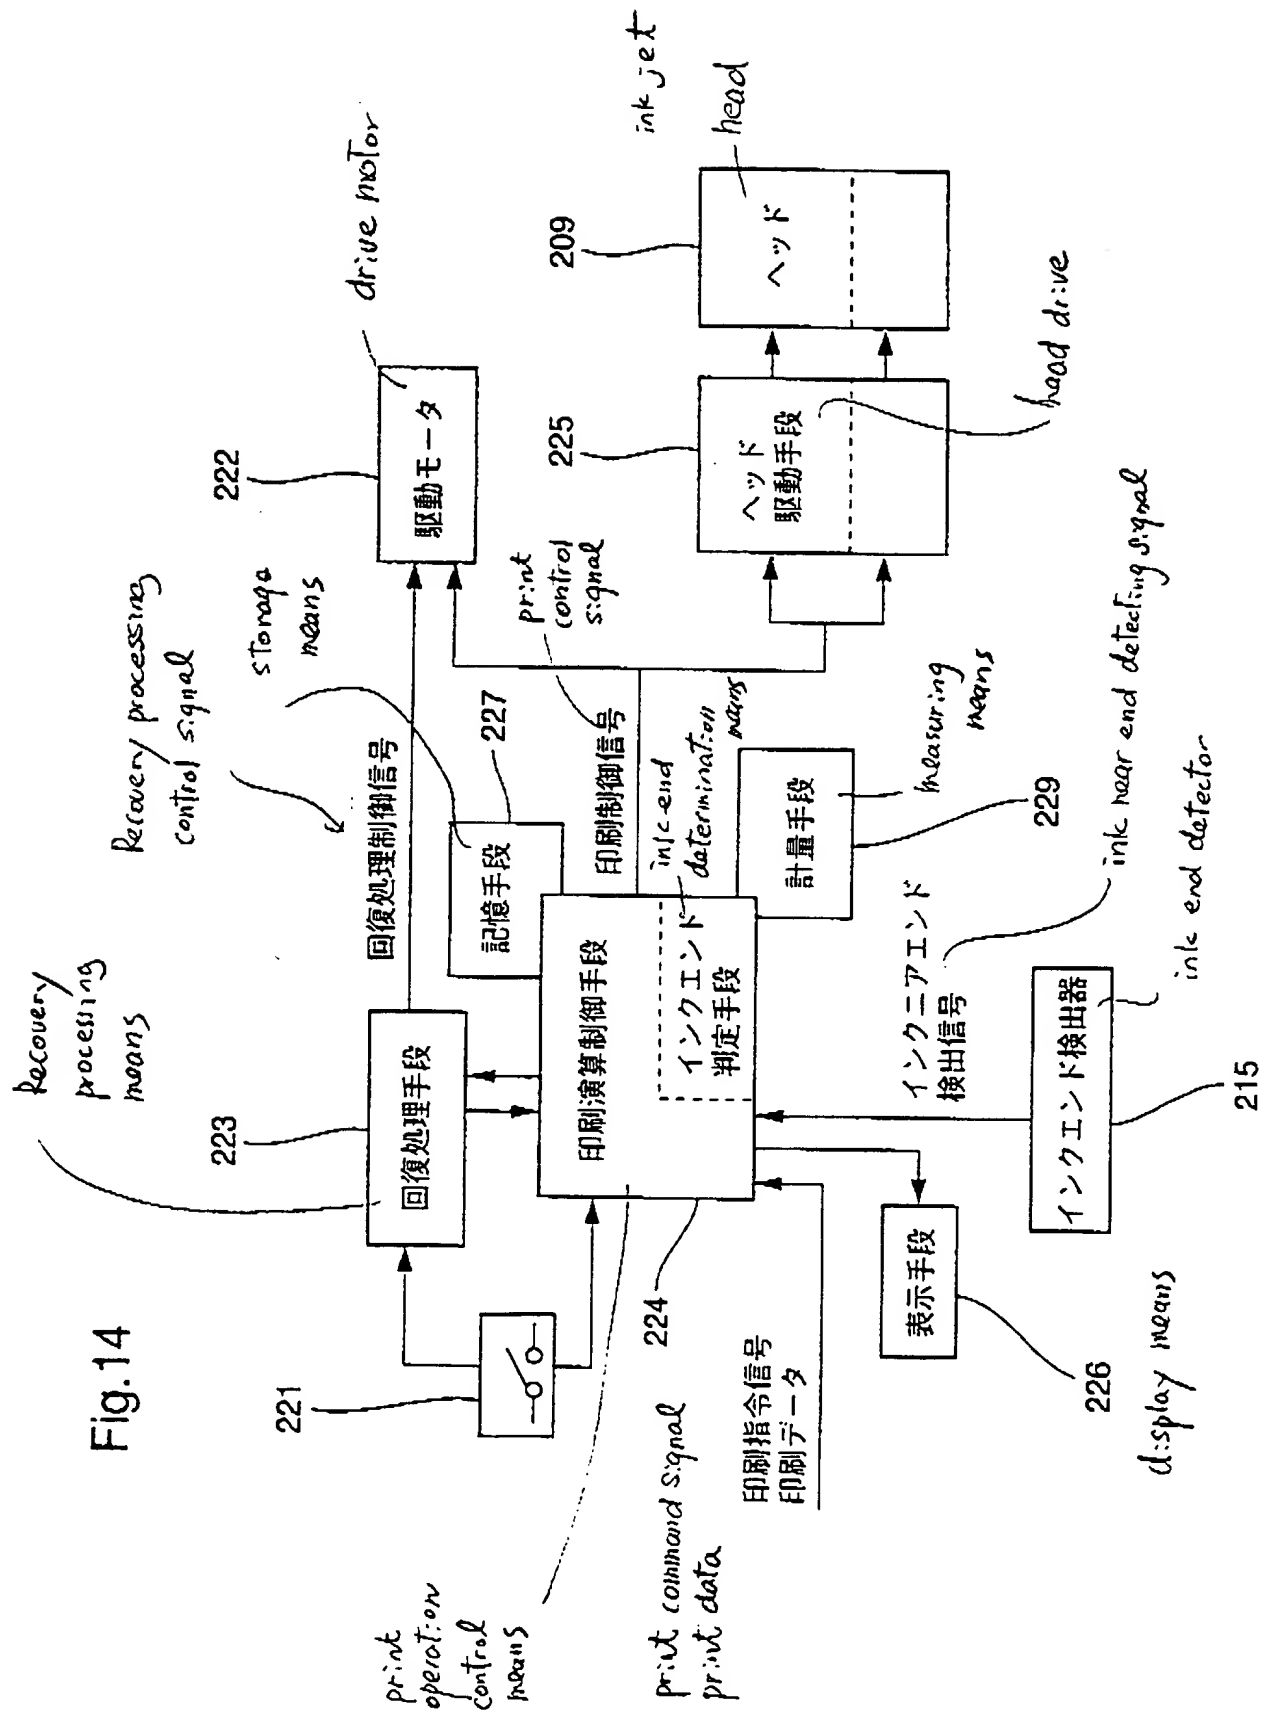 Fig.14
Recovery
processing
means
Recovery processing
control signal
storage
means
drive motor
221
223
回復処理手段
回復処理制御信号
222
駆動モータ
227
記憶手段
print
operation
control
means
224
印刷演算制御手段
インクエンド
判定手段
ink-end
determination
means
印刷制御信号
print
control
signal
225
ヘッド
駆動手段
head drive
209
ヘッド
ink jet
head
print command signal
print data
印刷指令信号
印刷データ
計量手段
229
measuring
means
表示手段
226
display means
インクニアエンド
検出信号
ink near end detecting signal
インクエンド検出器
215
ink end detector